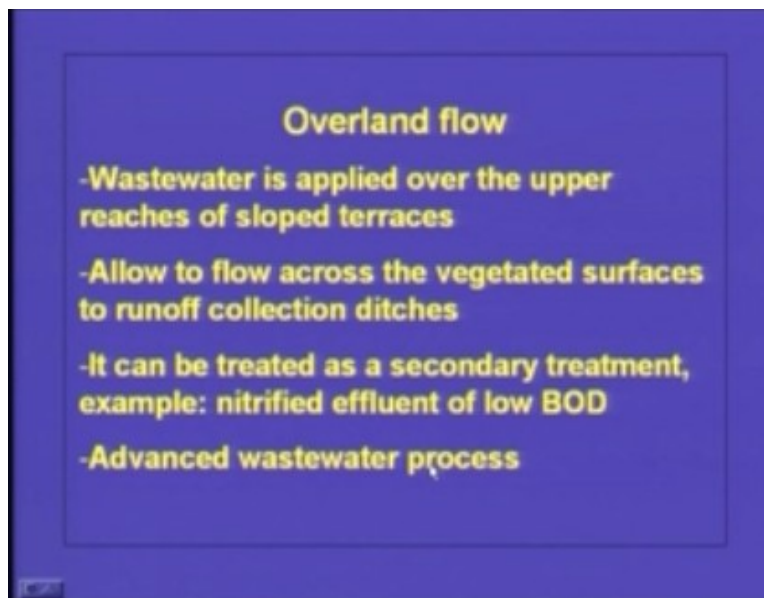 Overland flow
-Wastewater is applied over the upper
reaches of sloped terraces
-Allow to flow across the vegetated surfaces
to runoff collection ditches
-It can be treated as a secondary treatment,
example: nitrified effluent of low BOD
-Advanced wastewater process